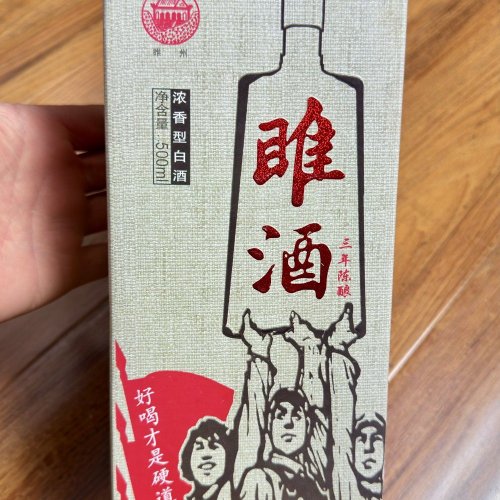 睢州
浓香型白酒
净含量:500ml
睢酒
三年陈酿
好喝才是硬道